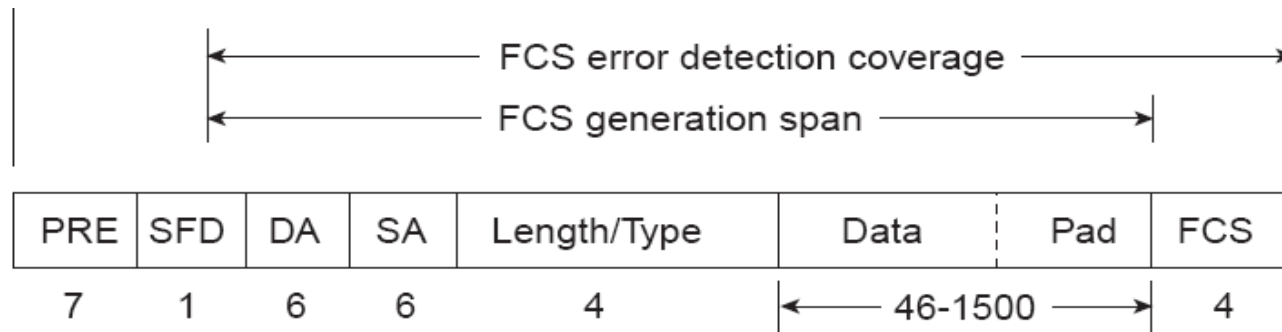 FCS error detection coverage
FCS generation span
PRE SFD DA SA Length/Type Data Pad FCS
7 1 6 6 4 46-1500 4